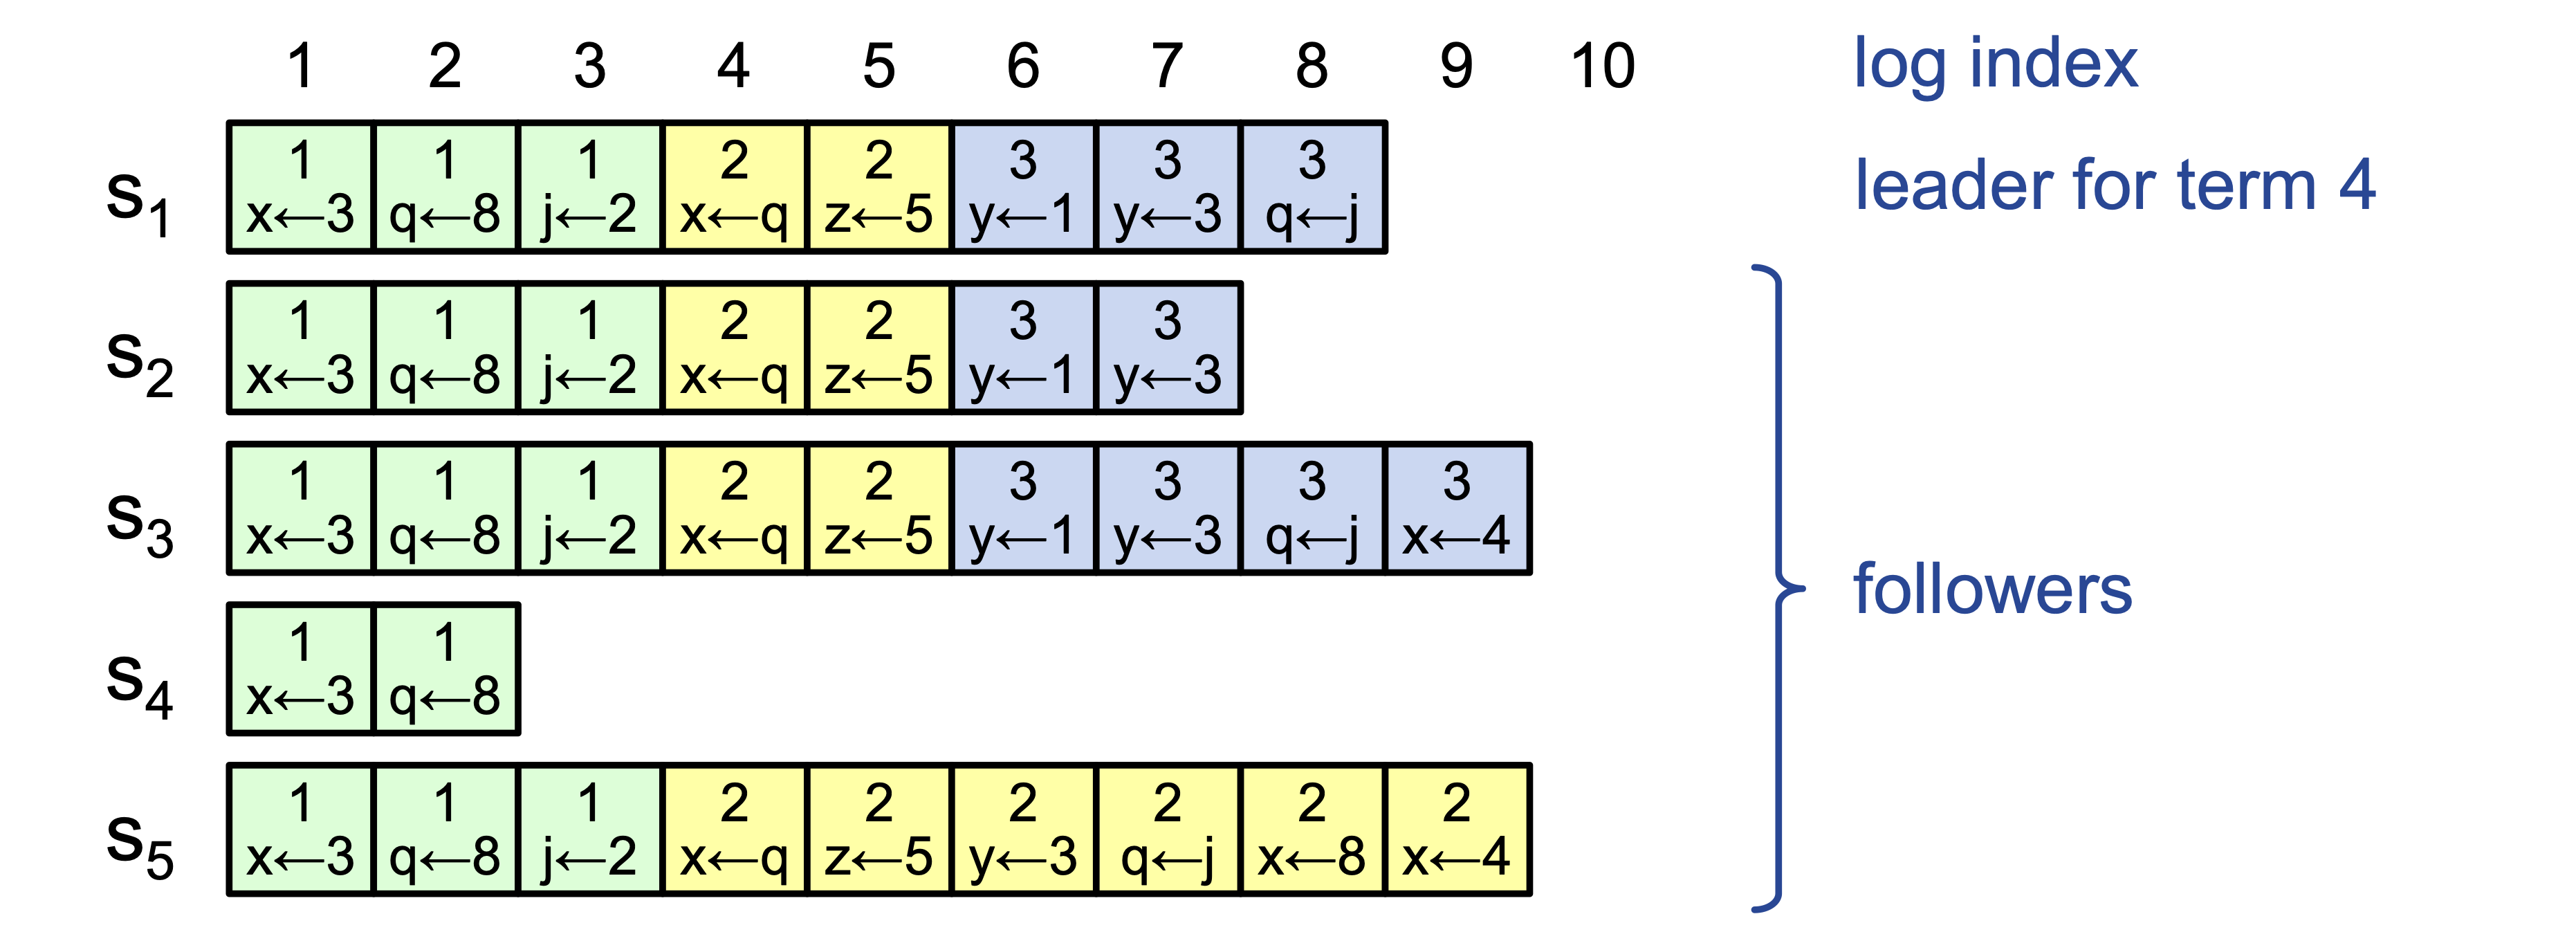 1 2 3 4 5 6 7 8 9 10 log index
1 1 1 2 2 3 3 3 leader for term 4
S1 x←3 q←8 j←2 x←q z←5 y←1 y←3 q←j
1 1 1 2 2 3 3
S2 x←3 q←8 j←2 x←q z←5 y←1 y←3
1 1 1 2 2 3 3 3 3
S3 x←3 q←8 j←2 x←q z←5 y←1 y←3 q←j x←4
followers
1 1
S4 x←3 q←8
1 1 1 2 2 2 2 2 2
S5 x←3 q←8 j←2 x←q z←5 y←3 q←j x←8 x←4